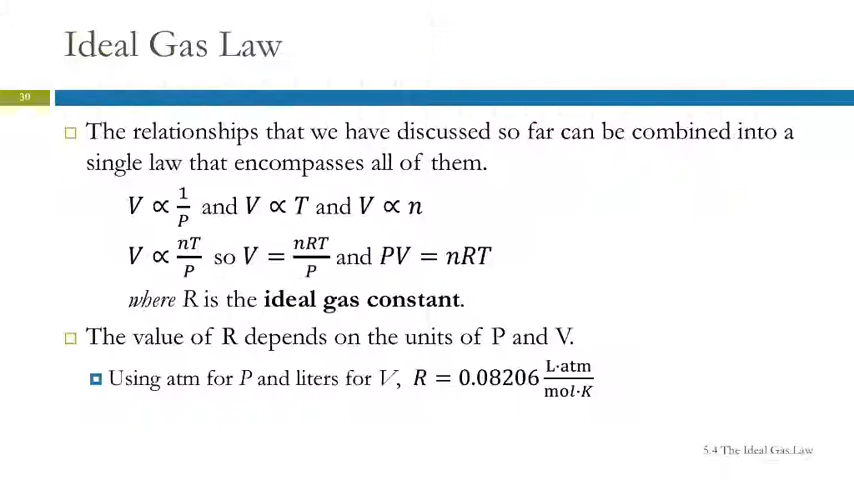 Ideal Gas Law
30
The relationships that we have discussed so far can be combined into a
single law that encompasses all of them.
V ∝ 1/P and V ∝ T and V ∝ n
V ∝ nT/P so V = nRT/P and PV = nRT
where R is the ideal gas constant.
The value of R depends on the units of P and V.
Using atm for P and liters for V, R = 0.08206 L·atm/mol·K
5.4 The Ideal Gas Law